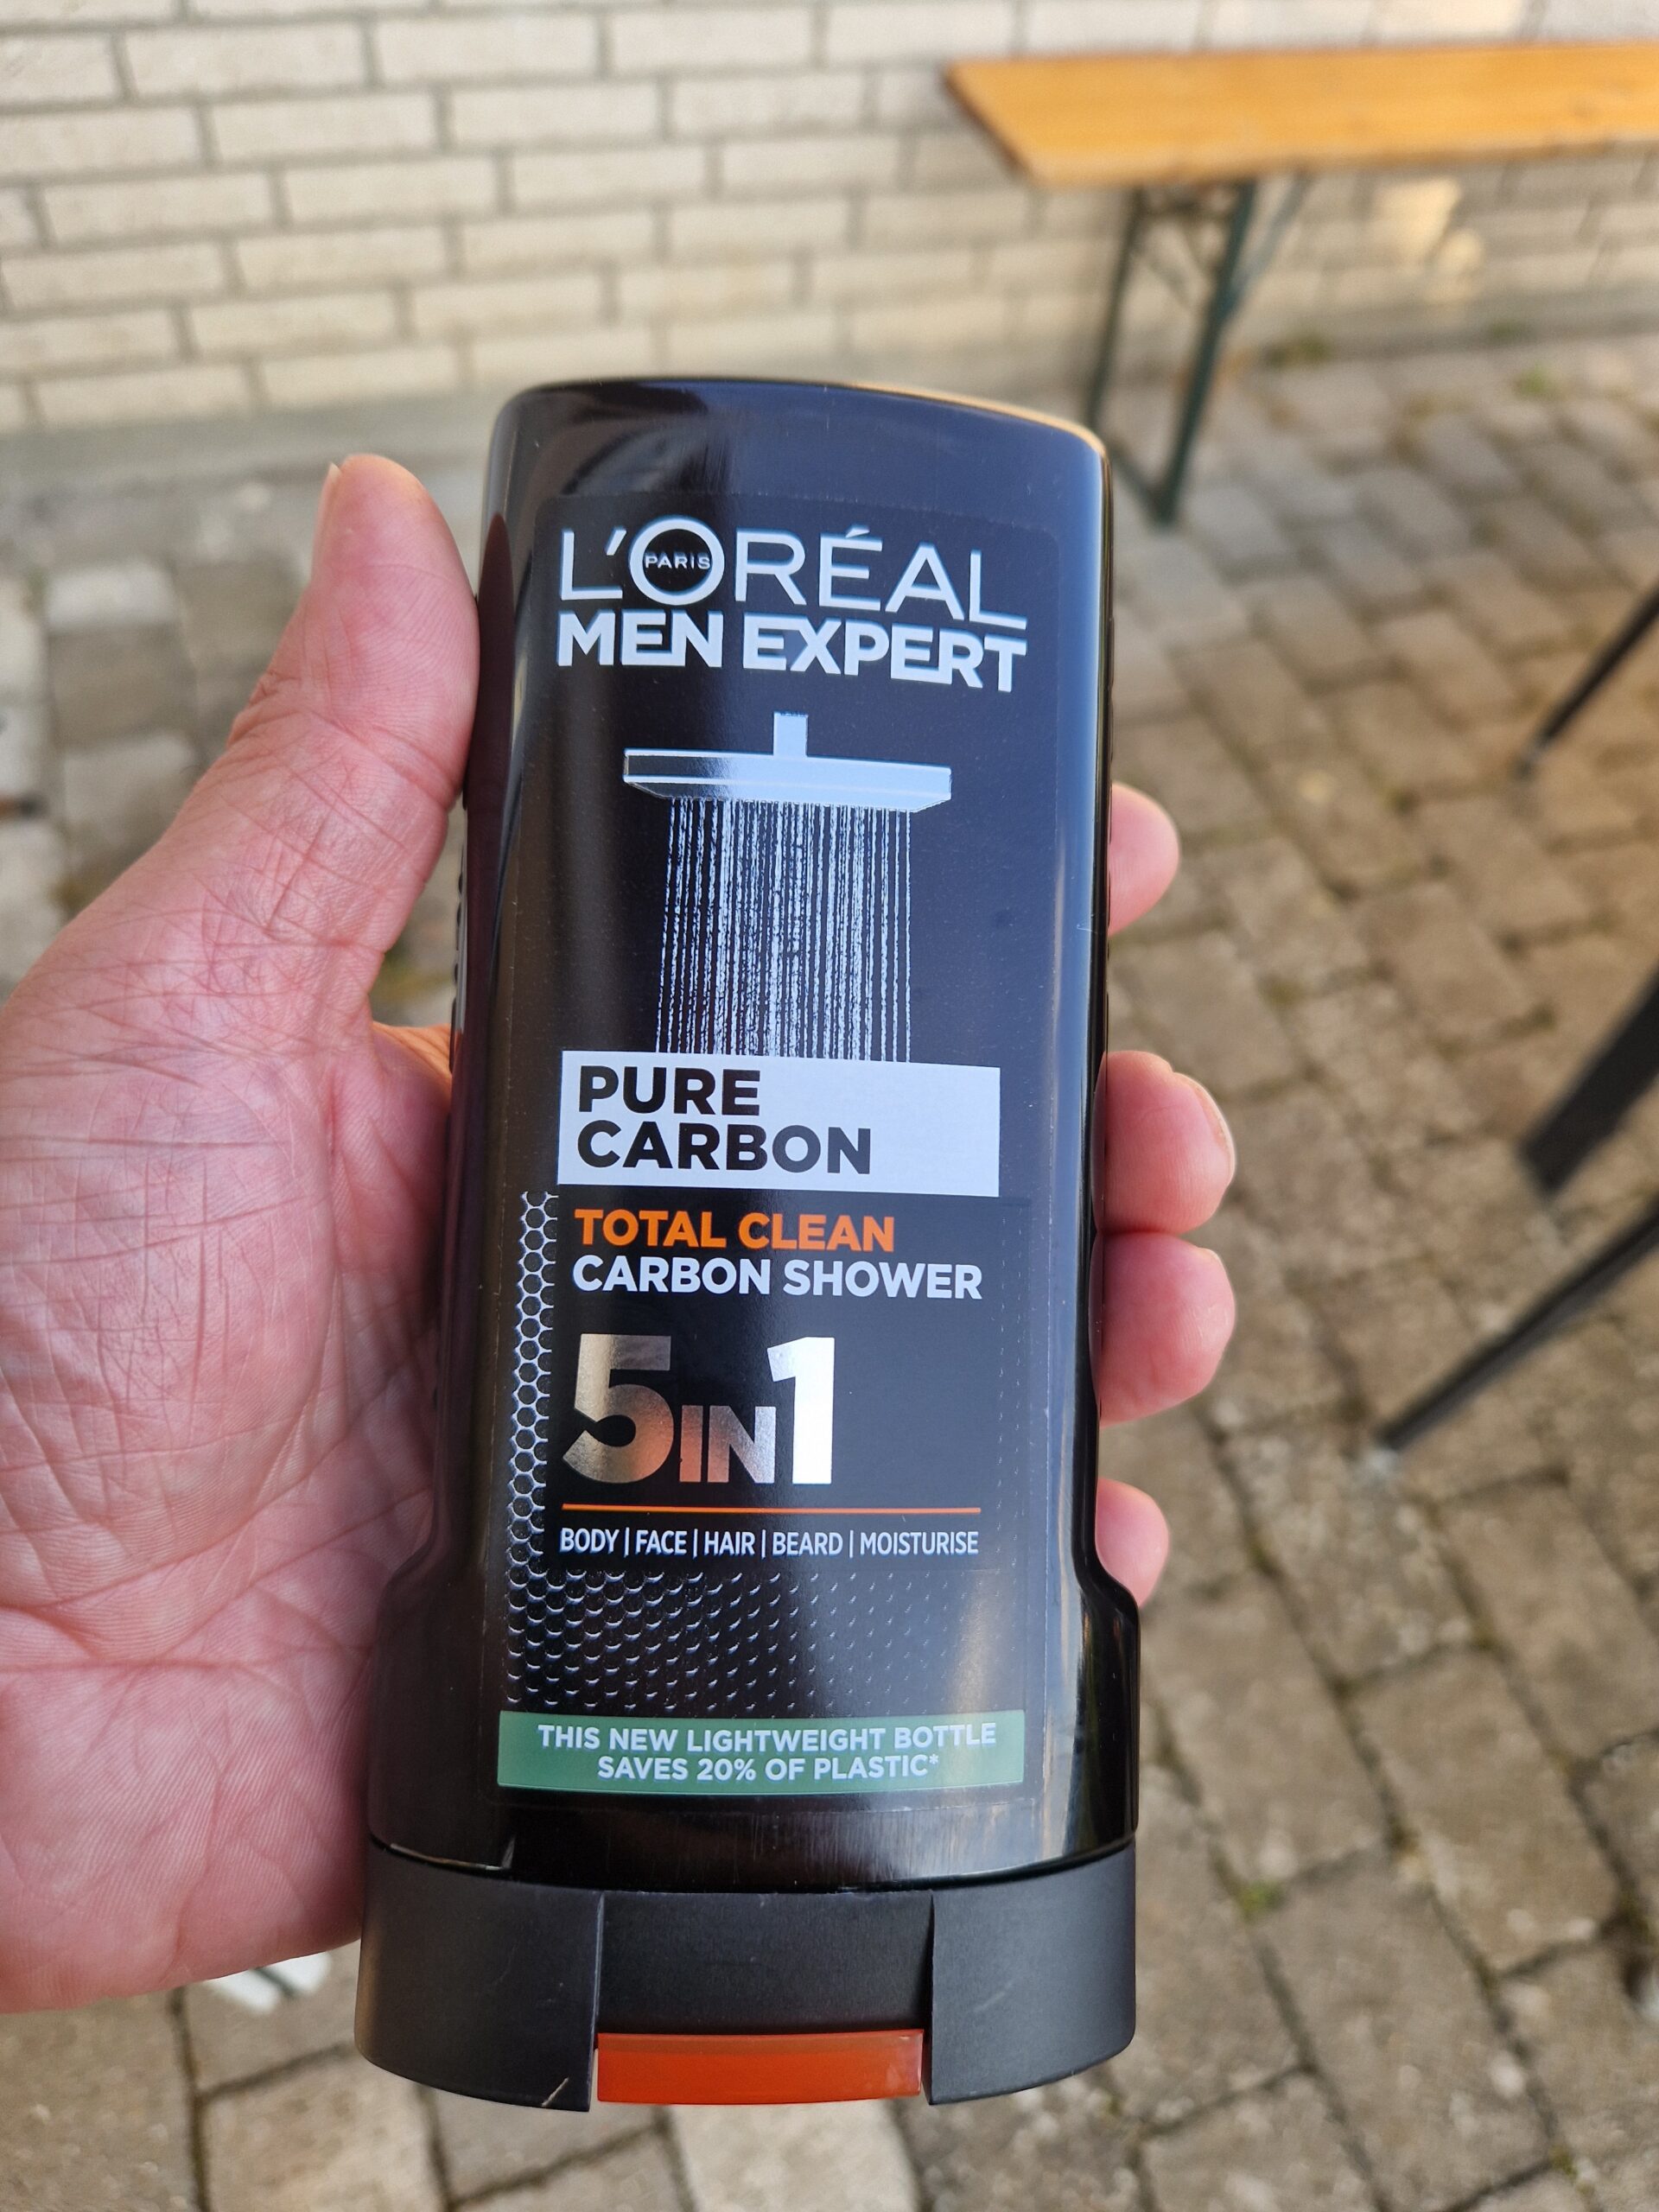 L'ORÉAL
PARIS
MEN EXPERT
PURE
CARBON
TOTAL CLEAN
CARBON SHOWER
5IN1
BODY | FACE | HAIR | BEARD | MOISTURISE
THIS NEW LIGHTWEIGHT BOTTLE
SAVES 20% OF PLASTIC*